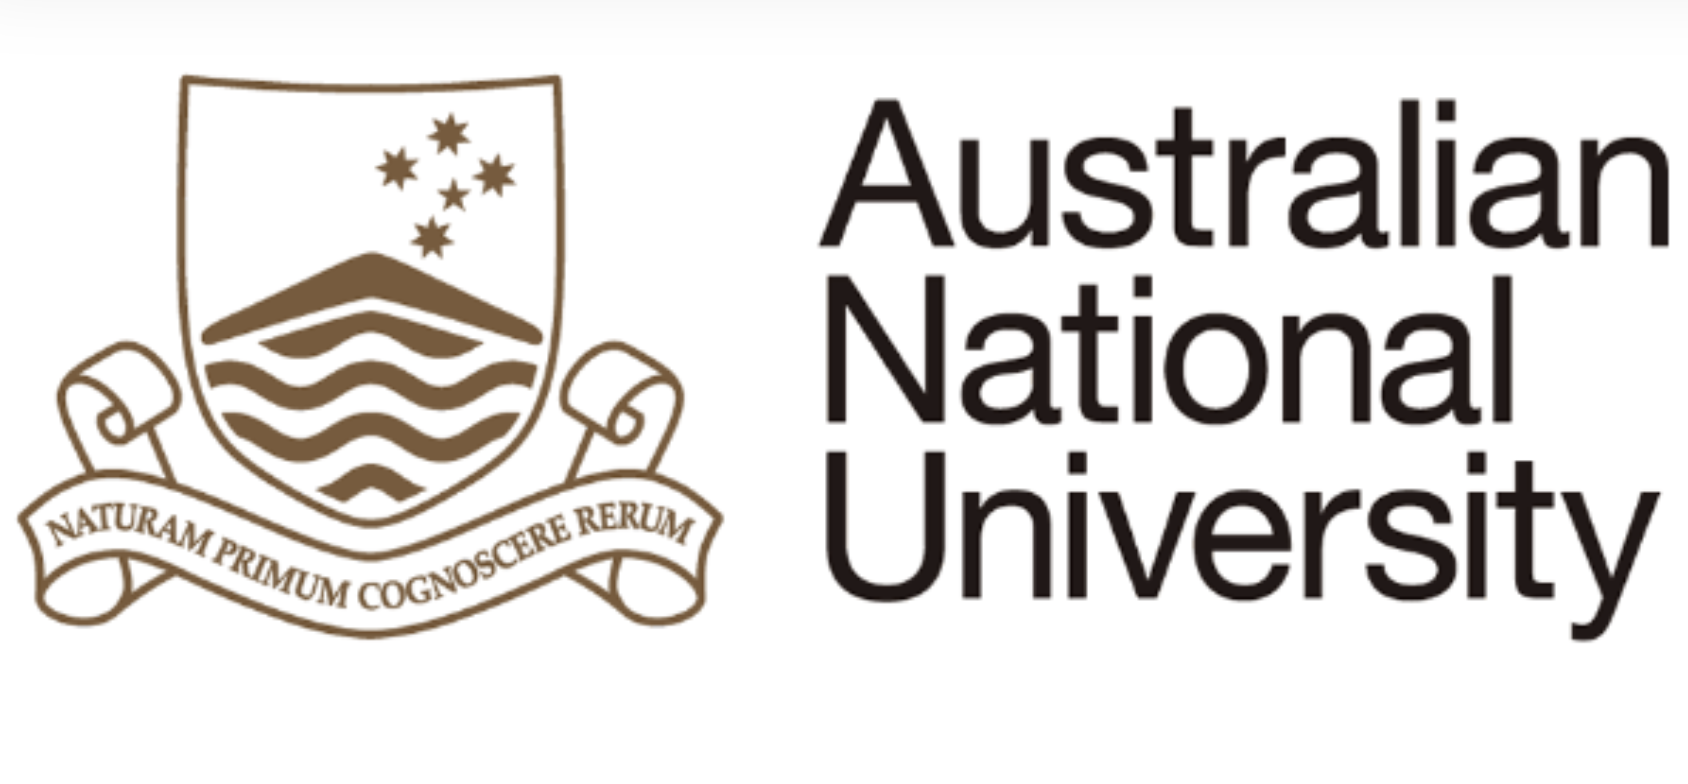 NATURAM PRIMUM COGNOSCERE RERUM
Australian
National
University